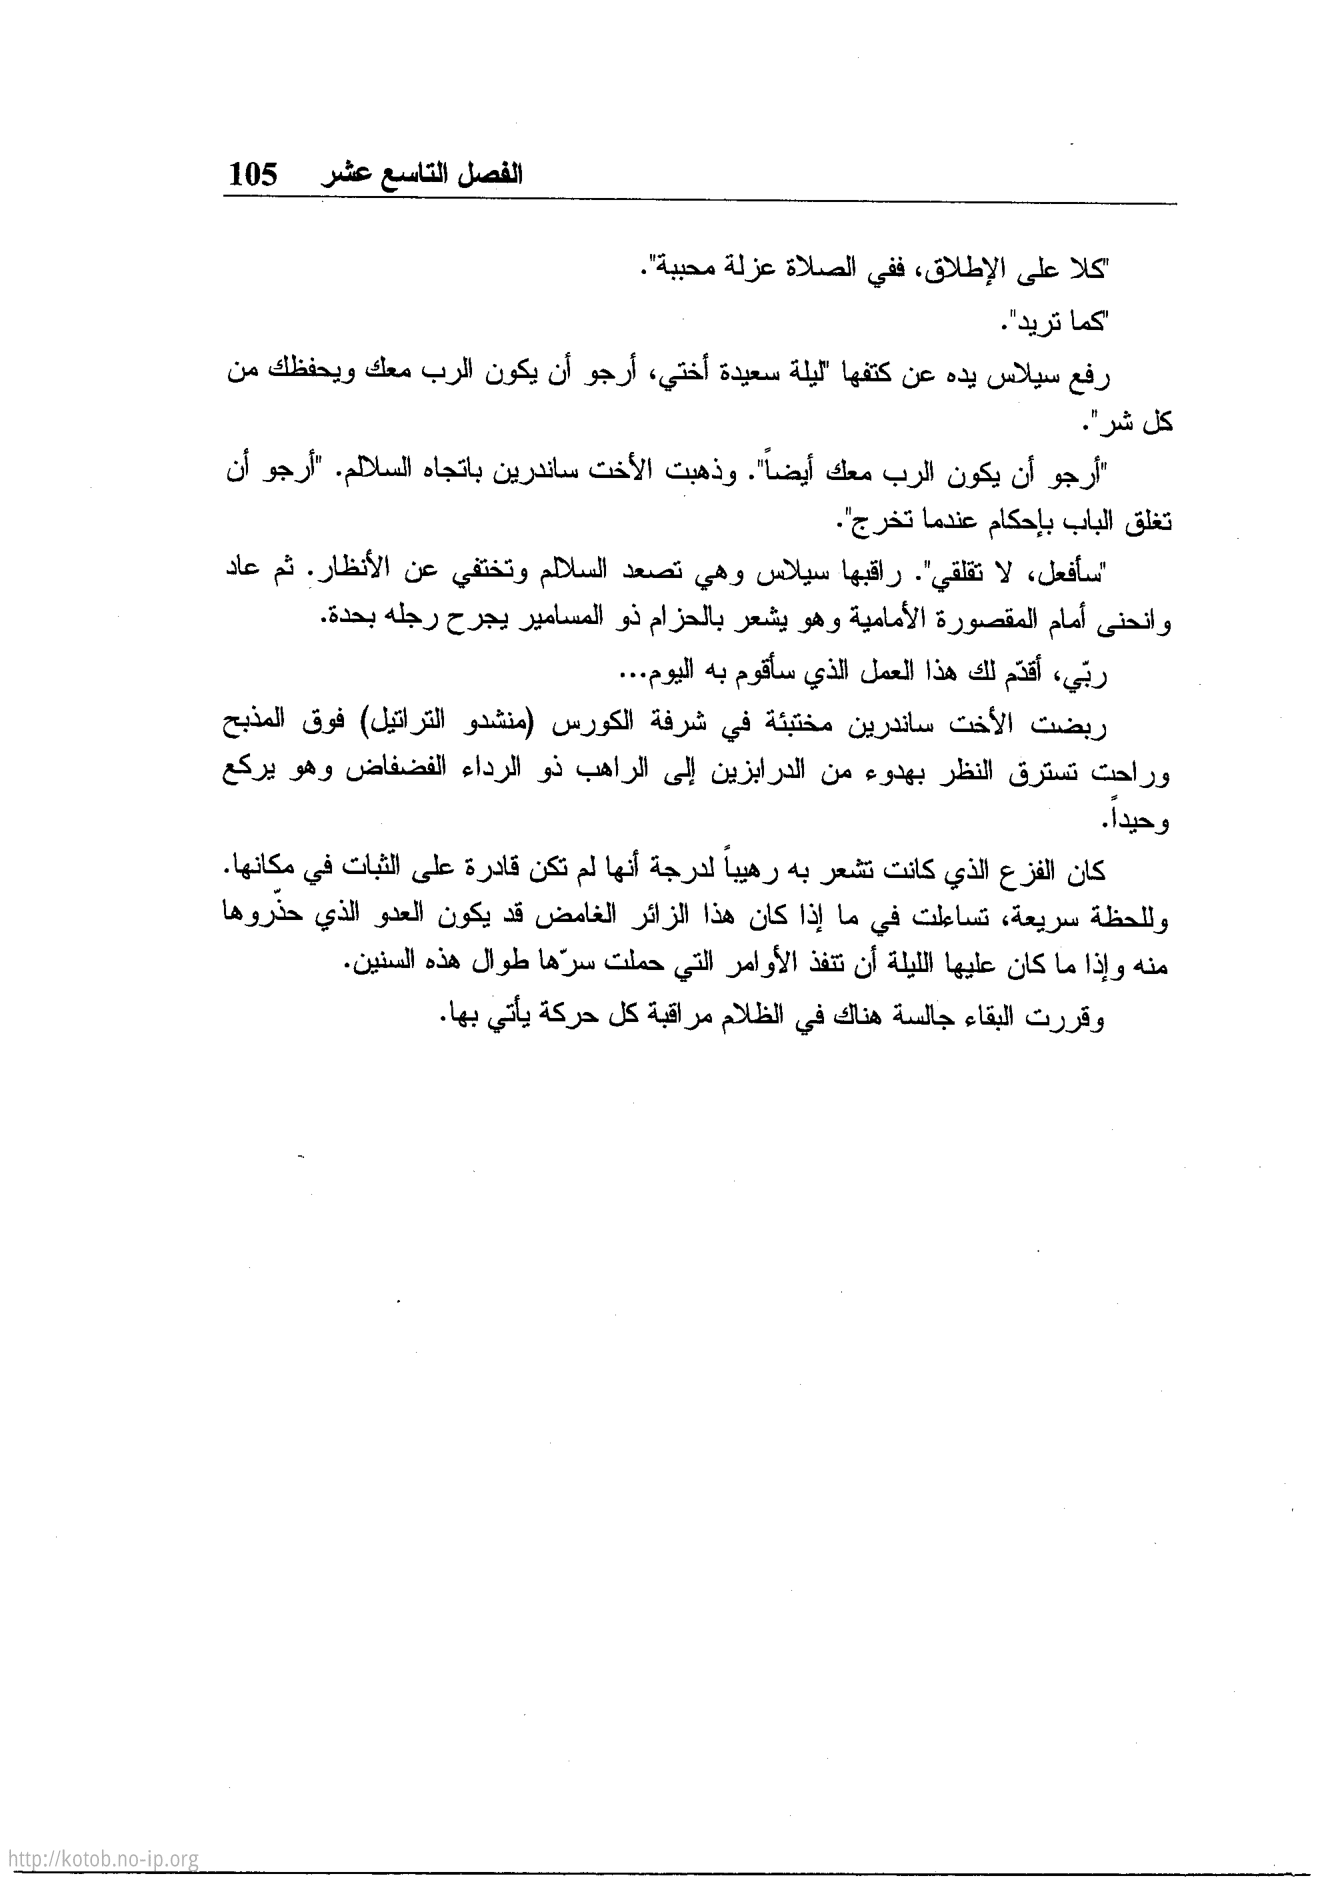 الفصل التاسع عشر 105
"كلا على الإطلاق، ففي الصلاة عزلة محببة".
"كما تريد".
رفع سيلاس يده عن كتفها "ليلة سعيدة أختي، أرجو أن يكون الرب معك ويحفظك من
كل شر".
"أرجو أن يكون الرب معك أيضاً". وذهبت الأخت ساندرين باتجاه السلالم. "أرجو أن
تغلق الباب بإحكام عندما تخرج".
"سأفعل، لا تقلقي". راقبها سيلاس وهي تصعد السلالم وتختفي عن الأنظار. ثم عاد
وانحنى أمام المقصورة الأمامية وهو يشعر بالحزام ذو المسامير يجرح رجله بحدة.
ربّي، أقدّم لك هذا العمل الذي سأقوم به اليوم...
ربضت الأخت ساندرين مختبئة في شرفة الكورس (منشدو التراتيل) فوق المذبح
وراحت تسترق النظر بهدوء من الدرابزين إلى الراهب ذو الرداء الفضفاض وهو يركع
وحيداً.
كان الفزع الذي كانت تشعر به رهيباً لدرجة أنها لم تكن قادرة على الثبات في مكانها.
وللحظة سريعة، تساءلت في ما إذا كان هذا الزائر الغامض قد يكون العدو الذي حذّروها
منه وإذا ما كان عليها الليلة أن تنفذ الأوامر التي حملت سرّها طوال هذه السنين.
وقررت البقاء جالسة هناك في الظلام مراقبة كل حركة يأتي بها.
http://kotob.no-ip.org